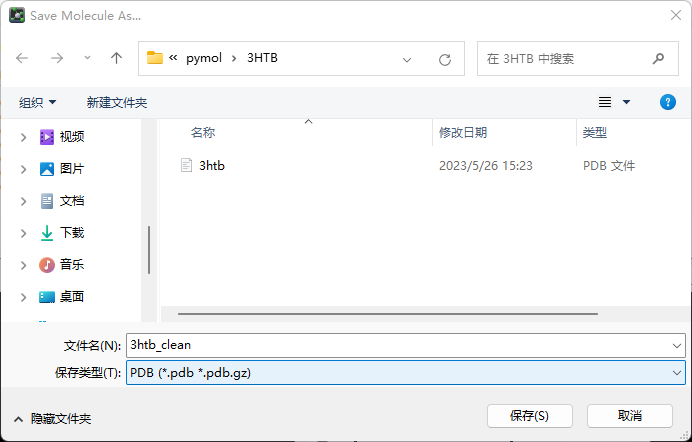 Save Molecule As...
« pymol › 3HTB
在 3HTB 中搜索
组织
新建文件夹
视频
图片
文档
下载
音乐
桌面
名称
修改日期
类型
3htb
2023/5/26 15:23
PDB 文件
文件名(N):
3htb_clean
保存类型(T):
PDB (*.pdb *.pdb.gz)
隐藏文件夹
保存(S)
取消